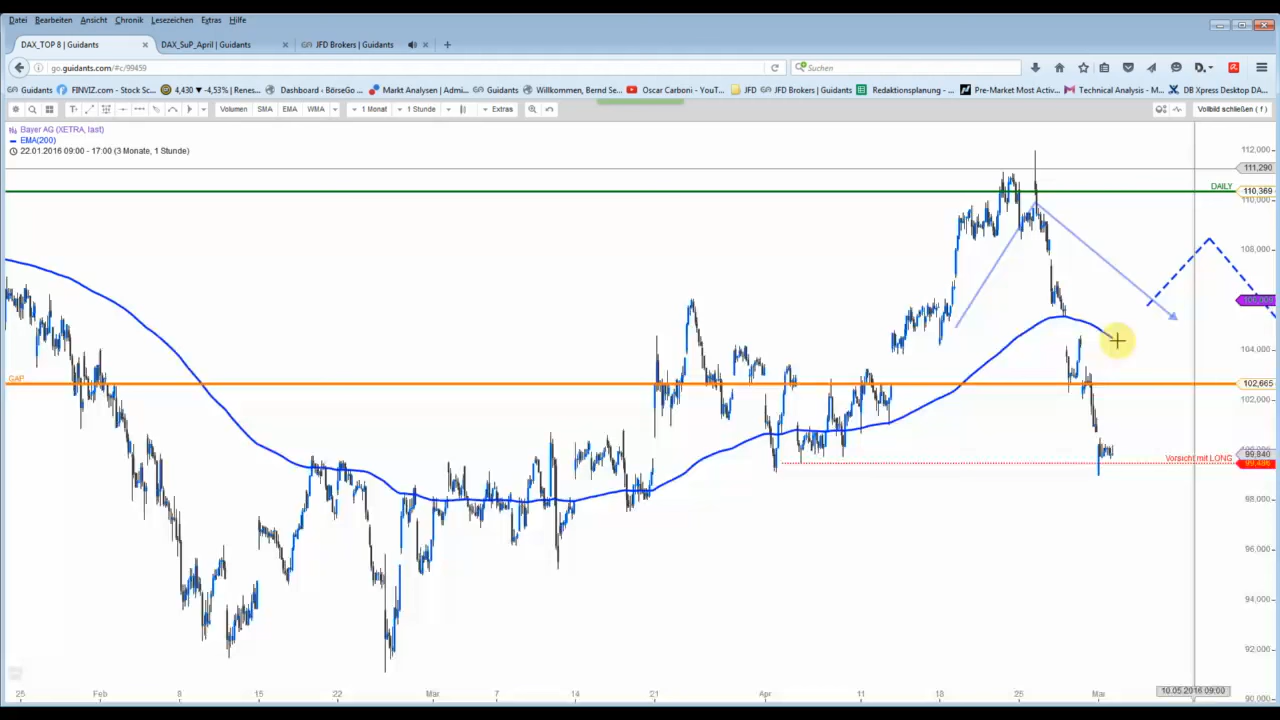 Datei Bearbeiten Ansicht Chronik Lesezeichen Extras Hilfe
DAX_TOP 8 | Guidants DAX_SuP_April | Guidants JFD Brokers | Guidants
go.guidants.com/#c/99459 Suchen
Guidants FINVIZ.com - Stock Sc... 4,430 ▼ -4,53% | Renes... Dashboard - BörseGo ... Markt Analysen | Admi... Guidants Willkommen, Bernd Se... Oscar Carboni - YouT... JFD JFD Brokers | Guidants Redaktionsplanung - ... Pre-Market Most Activ... Technical Analysis - M... DB Xpress Desktop DA...
Volumen SMA EMA WMA 1 Monat 1 Stunde Extras Vollbild schließen ( f )
Bayer AG (XETRA, last)
EMA(200)
22.01.2016 09:00 - 17:00 (3 Monate, 1 Stunde)
112,000
111,290
DAILY
110,369
110,000
108,000
104,000
GAP
102,665
102,000
Vorsicht mit LONG
99,840
99,486
98,000
96,000
94,000
92,000
90,000
25 Feb 8 15 22 Mär 7 14 21 Apr 11 18 25 Mai
10.05.2016 09:00